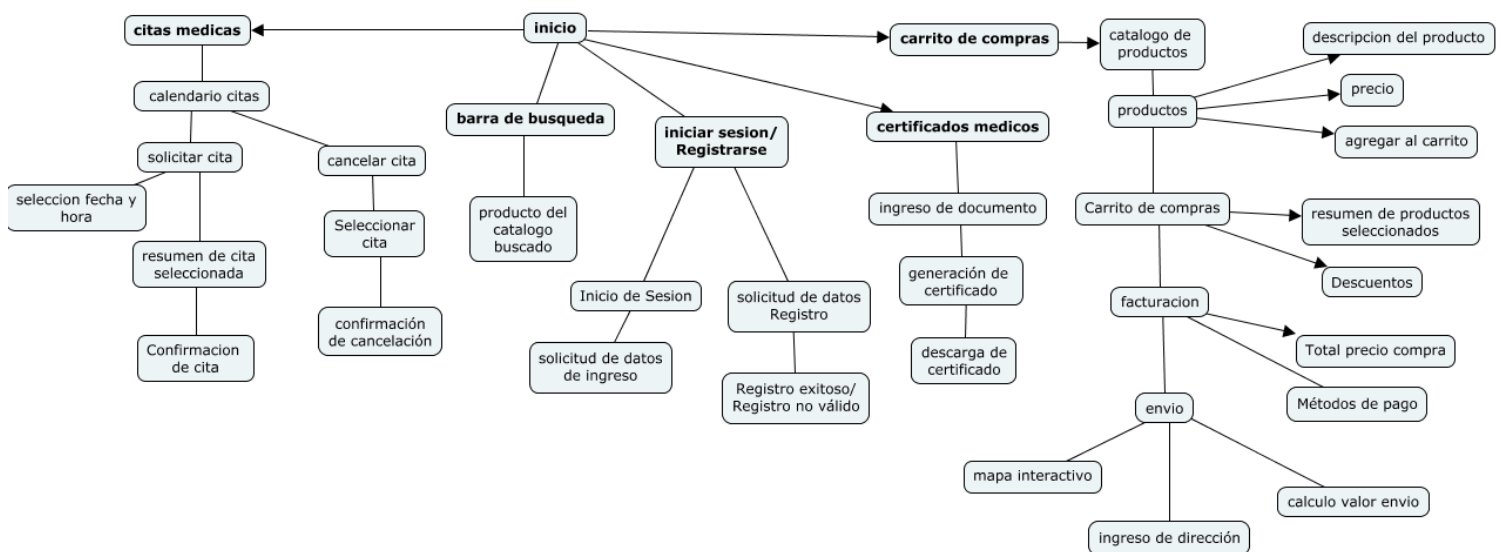 citas medicas
inicio
carrito de compras
catalogo de
productos
descripcion del producto
calendario citas
barra de busqueda
iniciar sesion/
Registrarse
certificados medicos
productos
precio
agregar al carrito
solicitar cita
cancelar cita
seleccion fecha y
hora
Seleccionar
cita
producto del
catalogo
buscado
ingreso de documento
Carrito de compras
resumen de productos
seleccionados
resumen de cita
seleccionada
Inicio de Sesion
solicitud de datos
Registro
generación de
certificado
facturacion
Descuentos
Confirmacion
de cita
confirmación
de cancelación
solicitud de datos
de ingreso
Registro exitoso/
Registro no válido
descarga de
certificado
Total precio compra
Métodos de pago
envio
mapa interactivo
ingreso de dirección
calculo valor envio